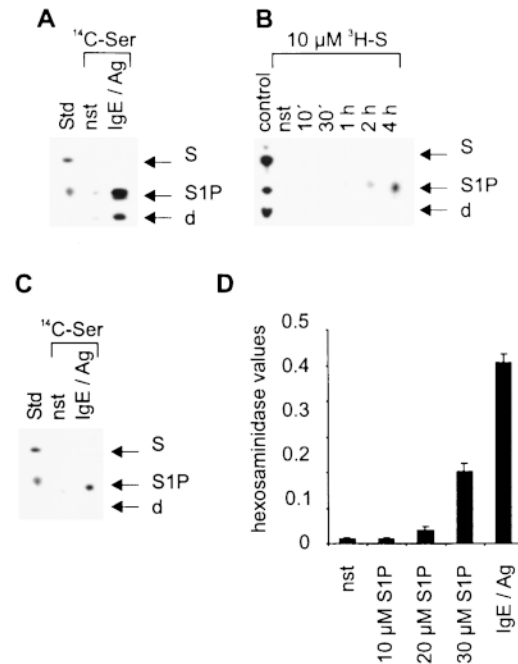 A
¹⁴C-Ser
Std
nst
IgE / Ag
S
S1P
d
B
10 µM ³H-S
control
nst
10´
30´
1 h
2 h
4 h
S
S1P
d
C
¹⁴C-Ser
Std
nst
IgE / Ag
S
S1P
d
D
hexosaminidase values
0.5
0.4
0.3
0.2
0.1
0
nst
10 µM S1P
20 µM S1P
30 µM S1P
IgE / Ag